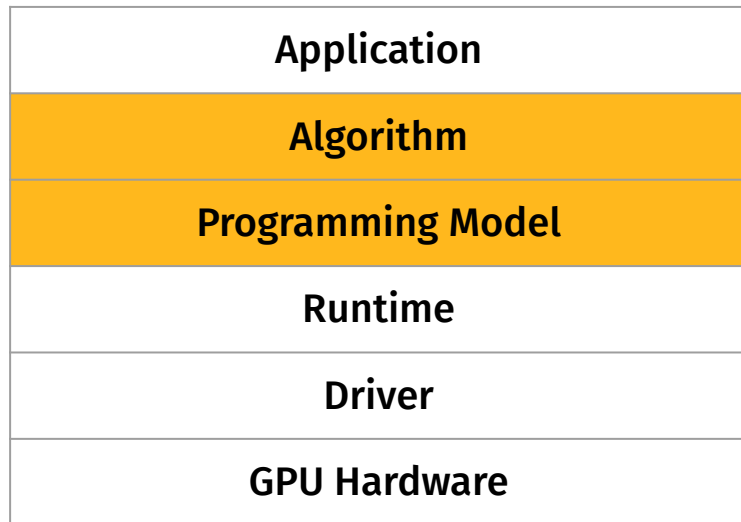 Application
Algorithm
Programming Model
Runtime
Driver
GPU Hardware